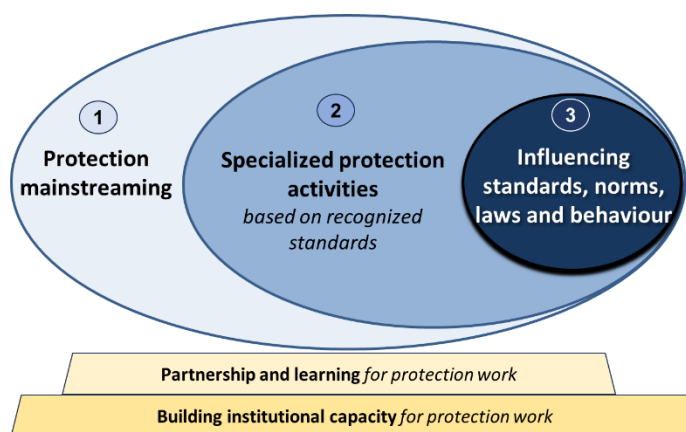 1
Protection
mainstreaming
2
Specialized protection
activities
based on recognized
standards
3
Influencing
standards, norms,
laws and behaviour
Partnership and learning for protection work
Building institutional capacity for protection work